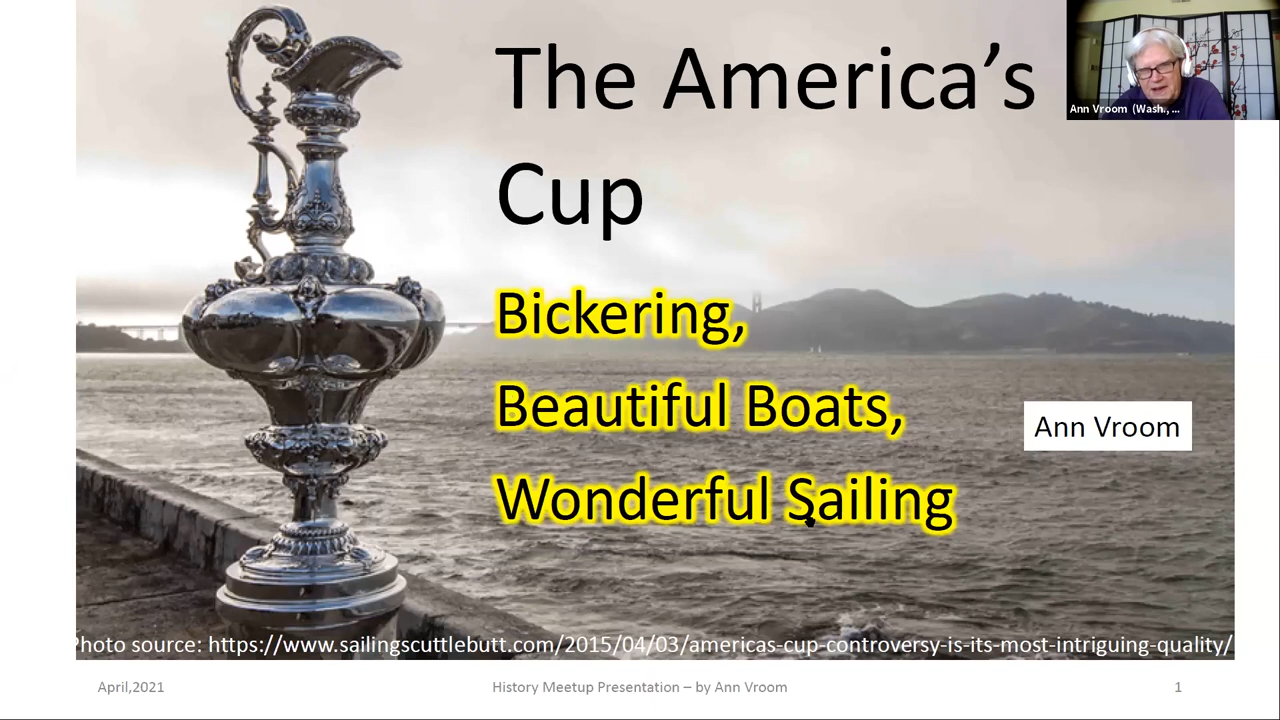 The America’s
Cup
Ann Vroom (Wash., ...
Bickering,
Beautiful Boats,
Ann Vroom
Wonderful Sailing
Photo source: https://www.sailingscuttlebutt.com/2015/04/03/americas-cup-controversy-is-its-most-intriguing-quality/
April,2021
History Meetup Presentation – by Ann Vroom
1